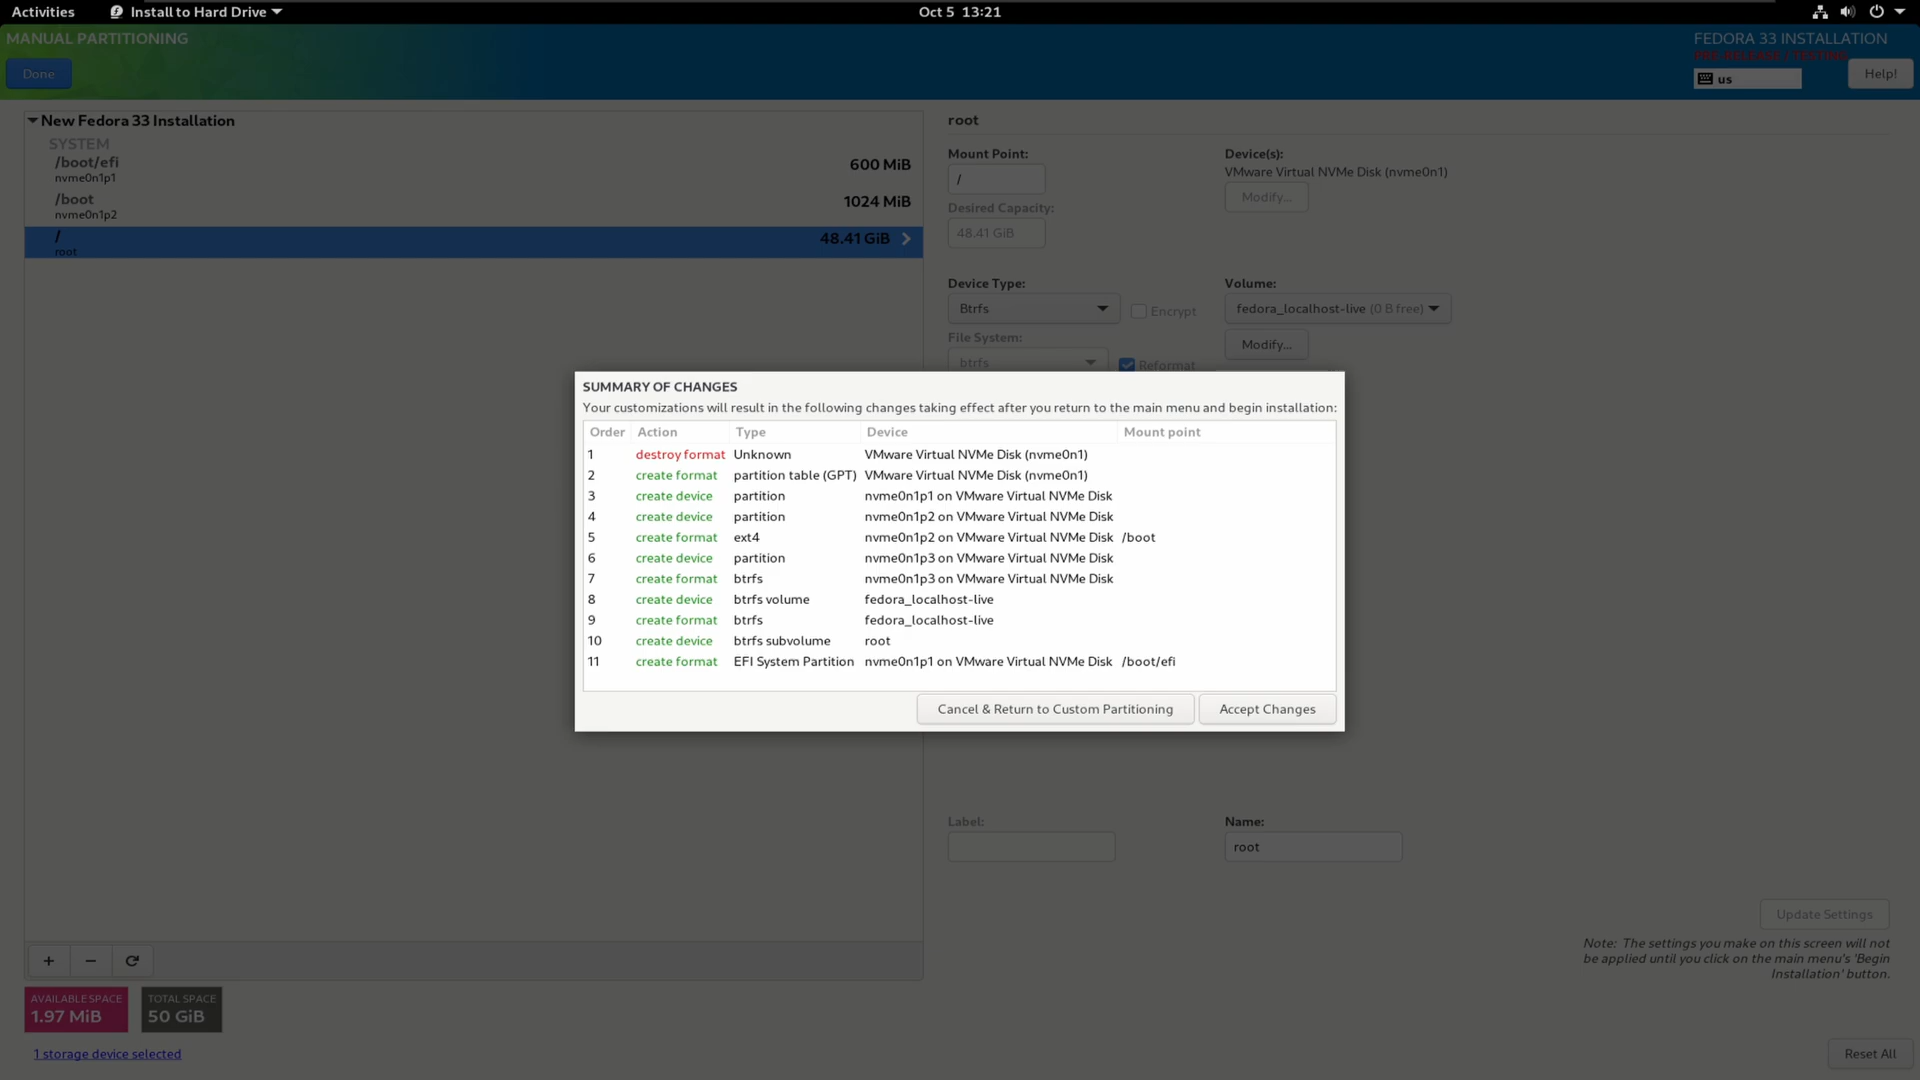 Activities
Install to Hard Drive
Oct 5 13:21
MANUAL PARTITIONING
FEDORA 33 INSTALLATION
PRE-RELEASE / TESTING
Done
us
Help!
New Fedora 33 Installation
SYSTEM
/boot/efi
600 MiB
nvme0n1p1
/boot
1024 MiB
nvme0n1p2
/
48.41 GiB
root
root
Mount Point:
/
Device(s):
VMware Virtual NVMe Disk (nvme0n1)
Modify...
Desired Capacity:
48.41 GiB
Device Type:
Btrfs
Encrypt
Volume:
fedora_localhost-live (0 B free)
File System:
btrfs
Reformat
Modify...
SUMMARY OF CHANGES
Your customizations will result in the following changes taking effect after you return to the main menu and begin installation:
Order Action Type Device Mount point
1 destroy format Unknown VMware Virtual NVMe Disk (nvme0n1)
2 create format partition table (GPT) VMware Virtual NVMe Disk (nvme0n1)
3 create device partition nvme0n1p1 on VMware Virtual NVMe Disk
4 create device partition nvme0n1p2 on VMware Virtual NVMe Disk
5 create format ext4 nvme0n1p2 on VMware Virtual NVMe Disk /boot
6 create device partition nvme0n1p3 on VMware Virtual NVMe Disk
7 create format btrfs nvme0n1p3 on VMware Virtual NVMe Disk
8 create device btrfs volume fedora_localhost-live
9 create format btrfs fedora_localhost-live
10 create device btrfs subvolume root
11 create format EFI System Partition nvme0n1p1 on VMware Virtual NVMe Disk /boot/efi
Cancel & Return to Custom Partitioning
Accept Changes
Label:
Name:
root
Update Settings
Note: The settings you make on this screen will not
be applied until you click on the main menu's 'Begin
Installation' button.
AVAILABLE SPACE
1.97 MiB
TOTAL SPACE
50 GiB
1 storage device selected
Reset All